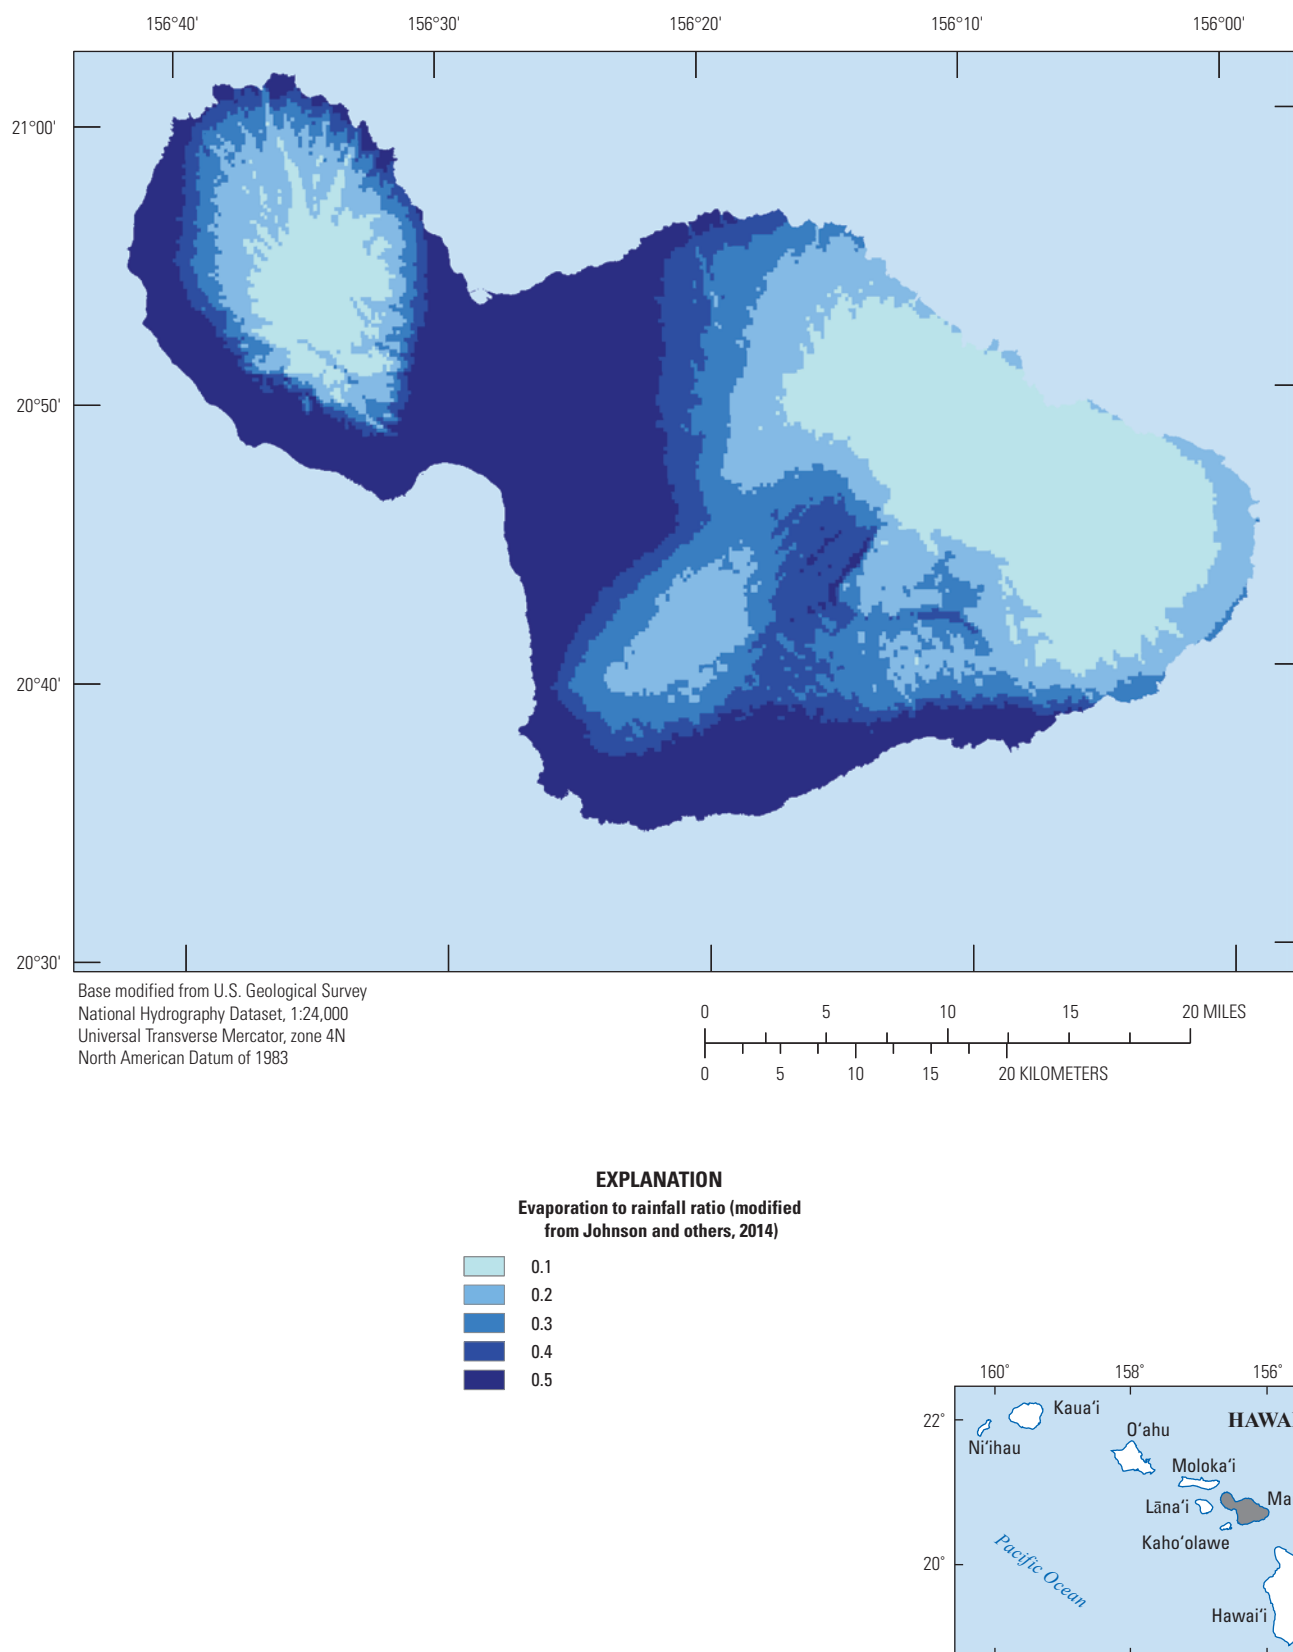 156°40'
156°30'
156°20'
156°10'
156°00'
21°00'
20°50'
20°40'
20°30'
Base modified from U.S. Geological Survey
National Hydrography Dataset, 1:24,000
Universal Transverse Mercator, zone 4N
North American Datum of 1983
0 5 10 15 20 MILES
0 5 10 15 20 KILOMETERS
EXPLANATION
Evaporation to rainfall ratio (modified
from Johnson and others, 2014)
0.1
0.2
0.3
0.4
0.5
160° 158° 156°
22°
20°
Kauaʻi
HAWA
Niʻihau
Oʻahu
Molokaʻi
Lānaʻi
Ma
Kahoʻolawe
Pacific Ocean
Hawaiʻi